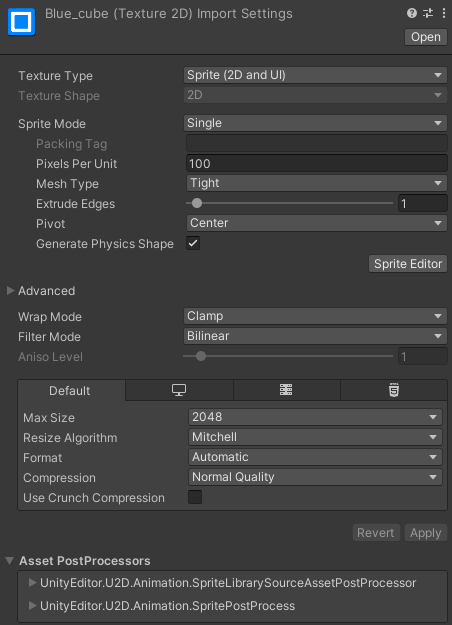 Blue_cube (Texture 2D) Import Settings
Open
Texture Type Sprite (2D and UI)
Texture Shape 2D
Sprite Mode Single
Packing Tag
Pixels Per Unit 100
Mesh Type Tight
Extrude Edges 1
Pivot Center
Generate Physics Shape
Sprite Editor
Advanced
Wrap Mode Clamp
Filter Mode Bilinear
Aniso Level 1
Default
Max Size 2048
Resize Algorithm Mitchell
Format Automatic
Compression Normal Quality
Use Crunch Compression
Revert Apply
Asset PostProcessors
UnityEditor.U2D.Animation.SpriteLibrarySourceAssetPostProcessor
UnityEditor.U2D.Animation.SpritePostProcess